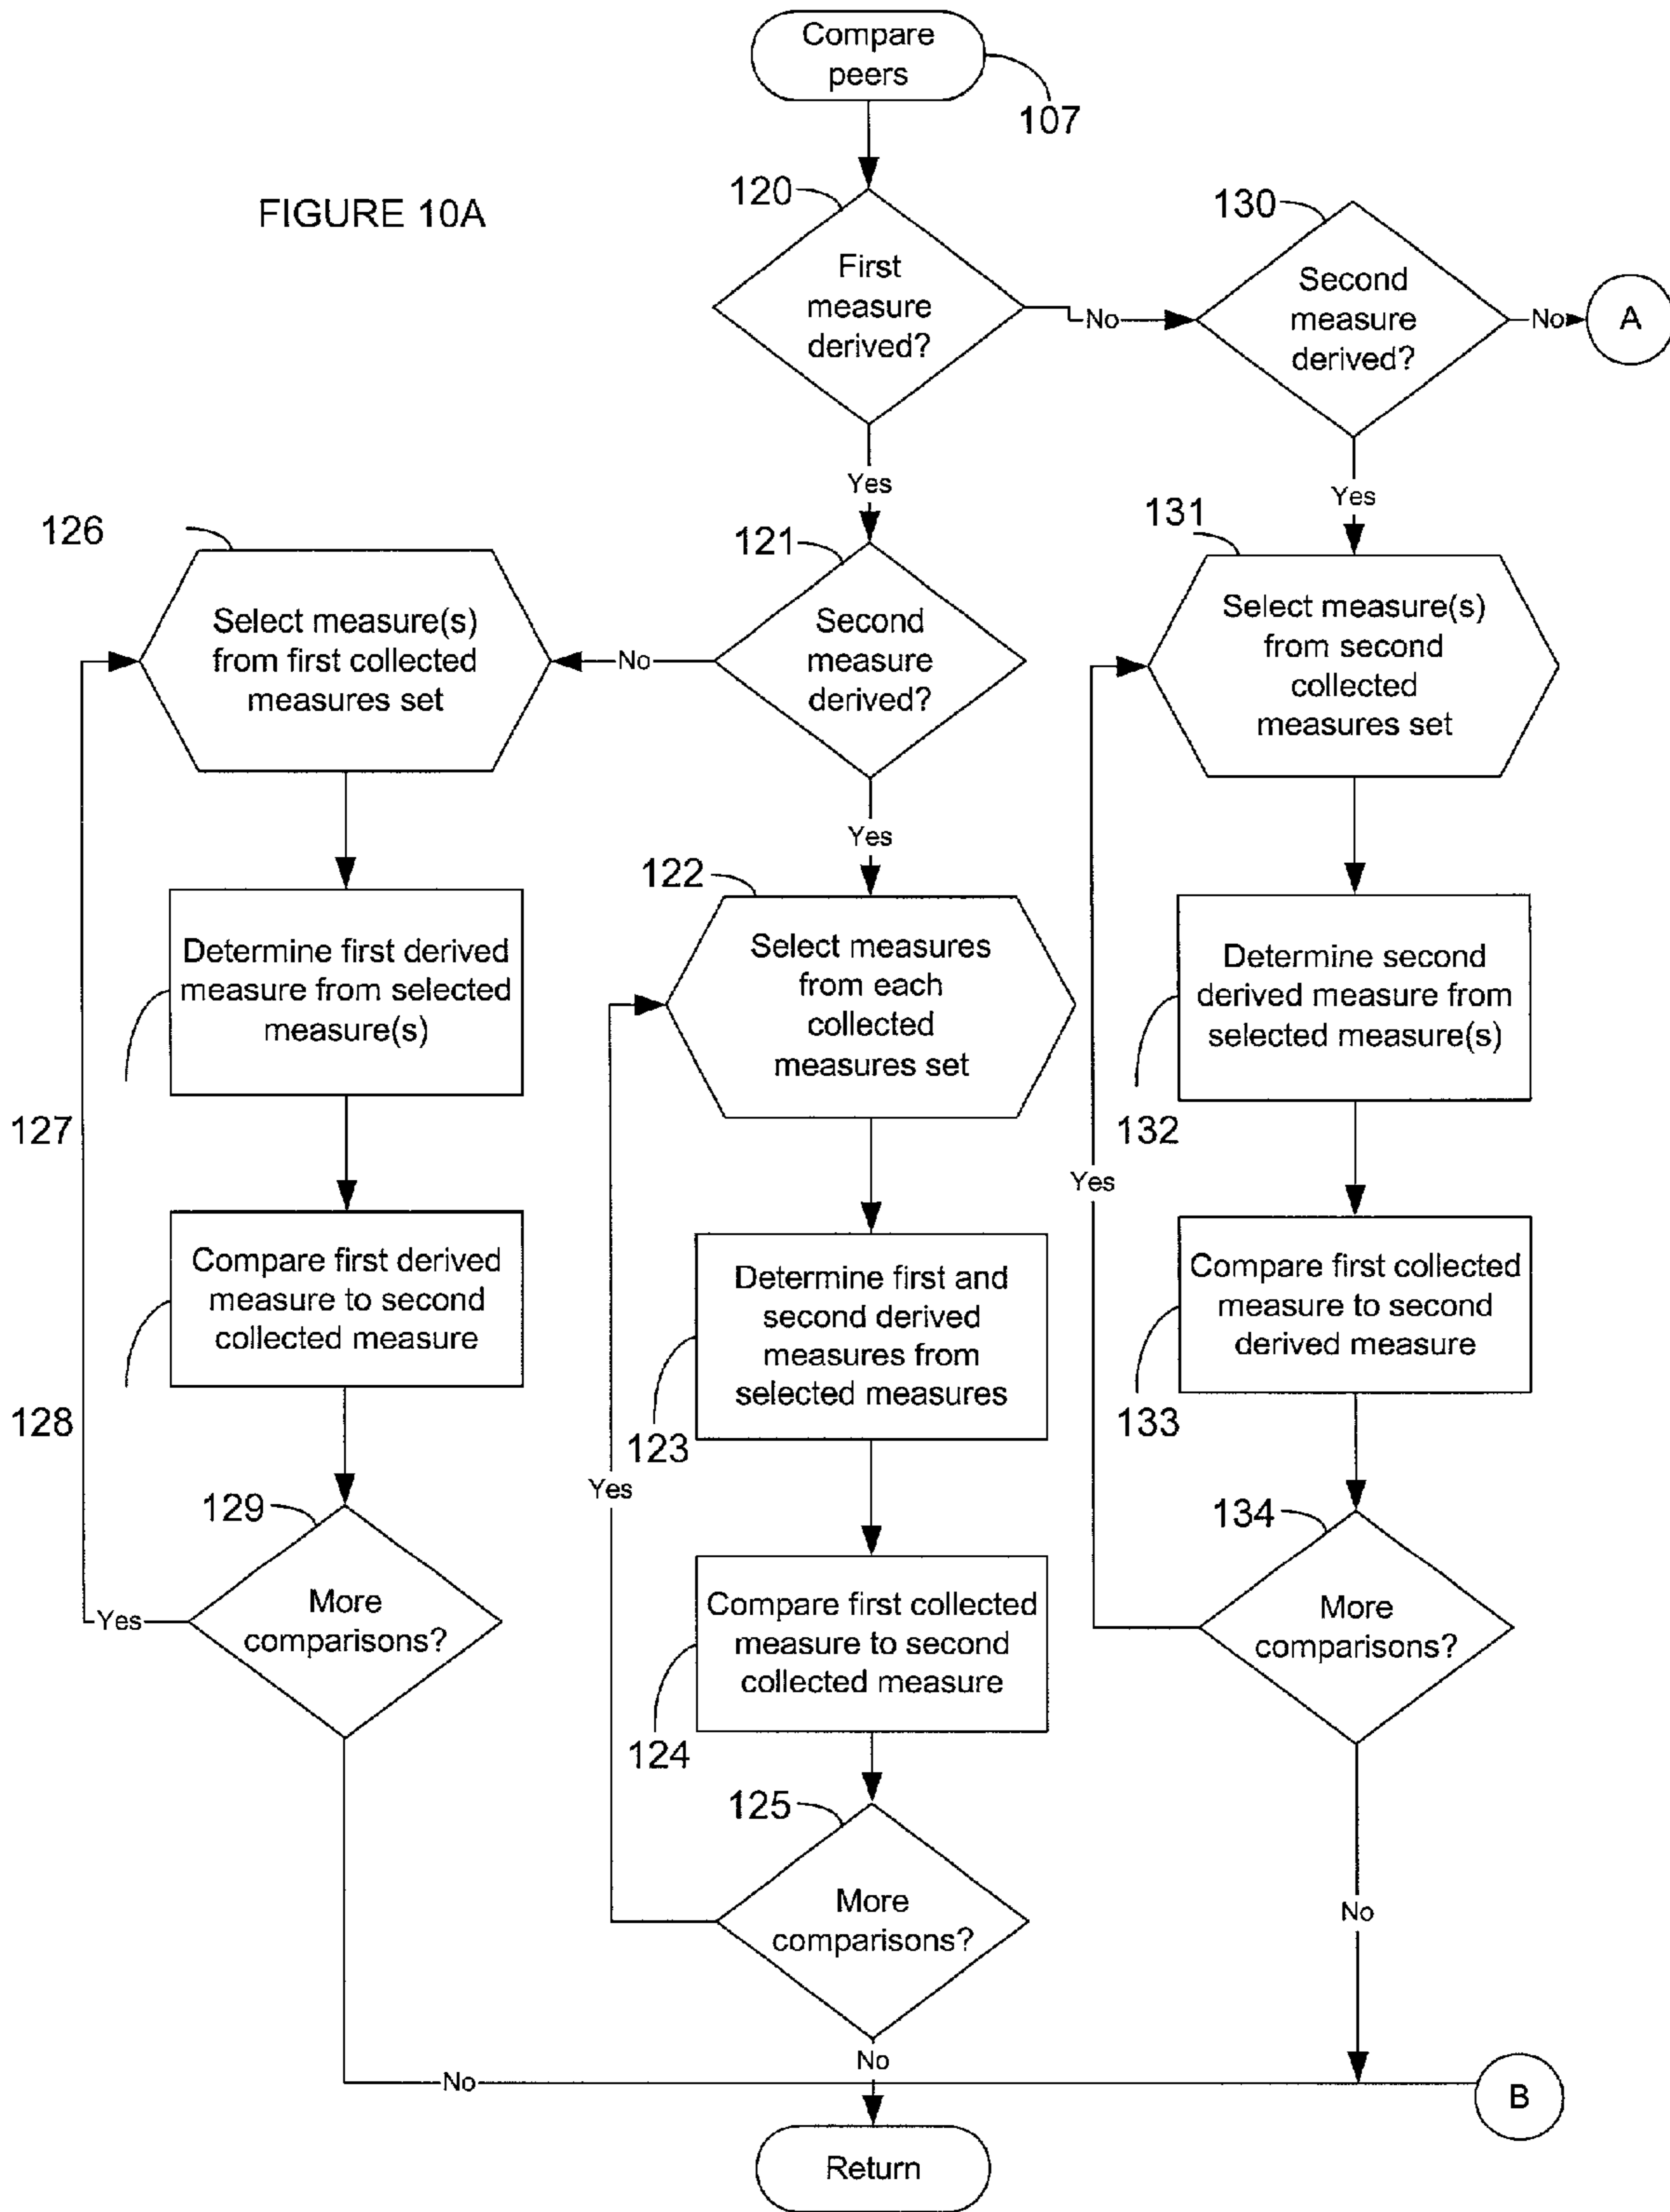 Compare
peers
107
FIGURE 10A
120
First
measure
derived?
No
130
Second
measure
derived?
No
A
Yes
Yes
126
Select measure(s)
from first collected
measures set
No
121
Second
measure
derived?
131
Select measure(s)
from second
collected
measures set
Yes
Determine first derived
measure from selected
measure(s)
127
122
Select measures
from each
collected
measures set
Determine second
derived measure from
selected measure(s)
132
Yes
Compare first derived
measure to second
collected measure
128
Determine first and
second derived
measures from
selected measures
123
Compare first collected
measure to second
derived measure
133
Yes
129
More
comparisons?
Yes
Compare first collected
measure to second
collected measure
124
134
More
comparisons?
125
More
comparisons?
No
No
No
B
Return